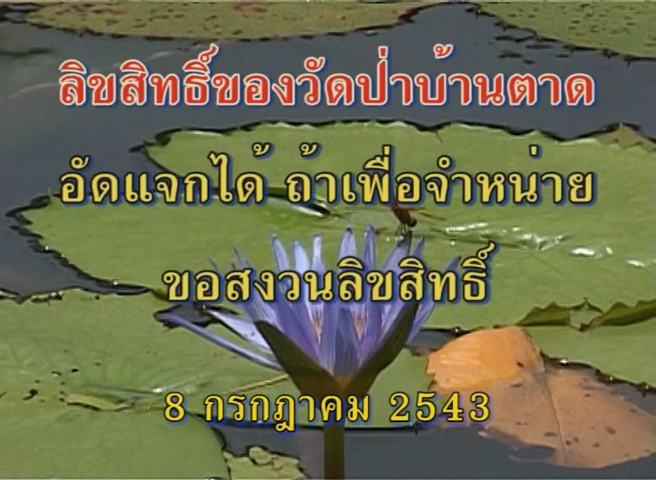 ลิขสิทธิ์ของวัดป่าบ้านตาด
อัดแจกได้ ถ้าเพื่อจำหน่าย
ขอสงวนลิขสิทธิ์
8 กรกฎาคม 2543